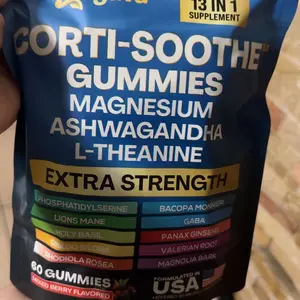 13 IN 1
SUPPLEMENT
CORTI-SOOTHE
GUMMIES
MAGNESIUM
ASHWAGANDHA
L-THEANINE
EXTRA STRENGTH
PHOSPHATIDYLSERINE
BACOPA MONNIERI
LIONS MANE
GABA
HOLY BASIL
PANAX GINSENG
VALERIAN ROOT
RHODIOLA ROSEA
MAGNOLIA BARK
60 GUMMIES
MIXED BERRY FLAVORED
FORMULATED IN
USA